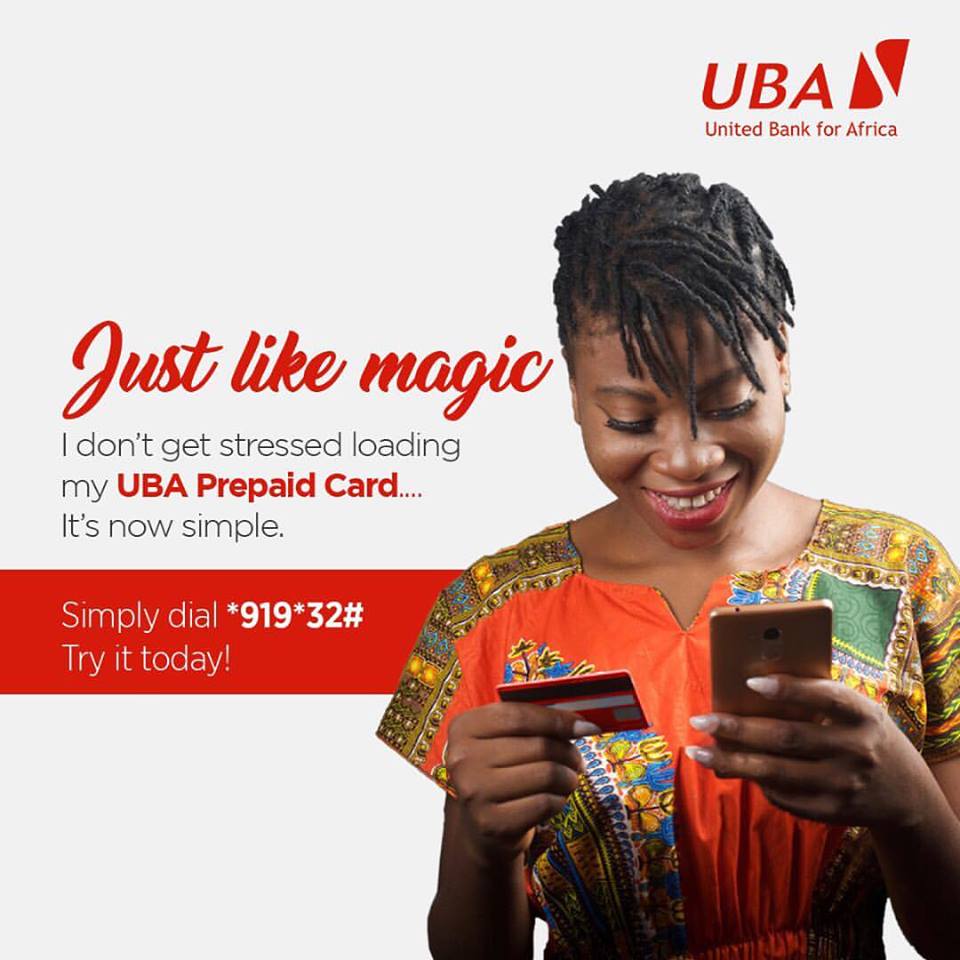 UBA
United Bank for Africa
Just like magic
I don't get stressed loading
my UBA Prepaid Card....
It's now simple.
Simply dial *919*32#
Try it today!